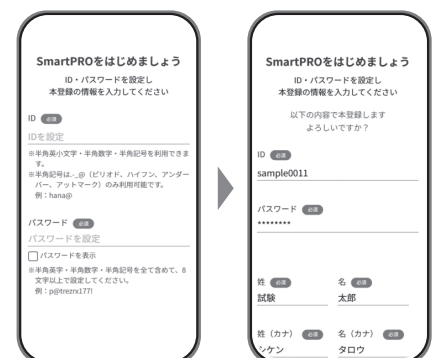 SmartPROをはじめましょう
ID・パスワードを設定し
本登録の情報を入力してください
ID 必須
IDを設定
※半角英小文字・半角数字・半角記号を利用できま
す。
※半角記号は.-_@（ピリオド、ハイフン、アンダー
バー、アットマーク）のみ利用可能です。
例：hana@
パスワード 必須
パスワードを設定
パスワードを表示
※半角英字・半角数字・半角記号を全て含めて、8
文字以上で設定してください。
例：p@treznx177!
SmartPROをはじめましょう
ID・パスワードを設定し
本登録の情報を入力してください
以下の内容で本登録します
よろしいですか？
ID 必須
sample0011
パスワード 必須
********
姓 必須 名 必須
試験 太郎
姓（カナ） 必須 名（カナ） 必須
シケン タロウ